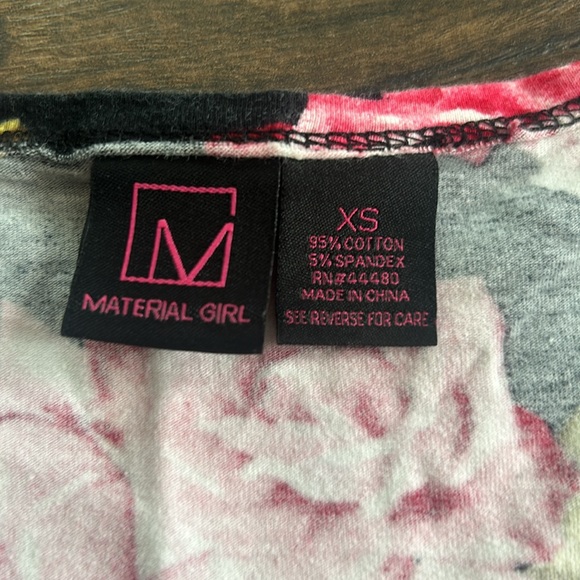 M
MATERIAL GIRL
XS
95% COTTON
5% SPANDEX
RN#44480
MADE IN CHINA
SEE REVERSE FOR CARE